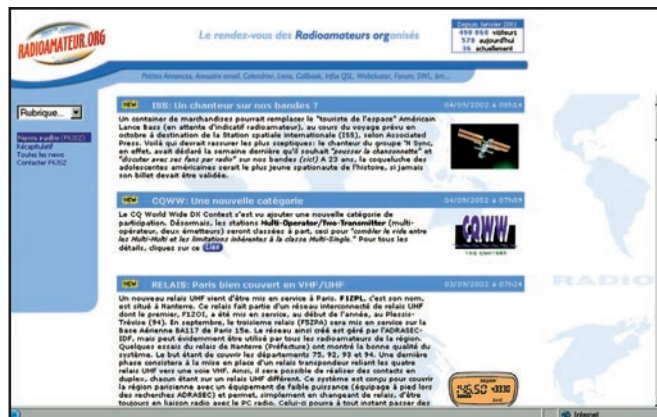 RADIOAMATEUR.ORG
Le rendez-vous des Radioamateurs organisés
Depuis Janvier 2001
498 868 visiteurs
578 aujourd'hui
36 actuellement
Petites Annonces, Annuaire email, Calendrier, Liens, Callbook, Infos QSL, Webcluster, Forum, SWL, &...
Rubrique...
News radio (F6JSZ)
Récapitulatif
Toutes les news
Contacter F6JSZ
NEW ISS: Un chanteur sur nos bandes ? 04/09/2002 à 08h14
Un container de marchandises pourrait remplacer le "touriste de l'espace" Américain
Lance Bass (en attente d'indicatif radioamateur), au cours du voyage prévu en
octobre à destination de la Station spatiale internationale (ISS), selon Associated
Press. Voilà qui devrait rassurer les plus sceptiques: le chanteur du groupe 'N Sync,
en effet, avait déclaré la semaine dernière qu'il souhait "pousser la chansonnette" et
"discuter avec ses fans par radio" sur nos bandes (sic!) A 23 ans, la coqueluche des
adolescentes américaines serait le plus jeune spationaute de l'histoire, si jamais
son billet devait être validée.
NEW CQWW: Une nouvelle catégorie 04/09/2002 à 07h09
Le CQ World Wide DX Contest s'est vu ajouter une nouvelle catégorie de
participation. Désormais, les stations Multi-Operator/Two-Transmitter (multi-
opérateur, deux émetteurs) seront classées à part, ceci pour "combler le vide entre
les Multi-Multi et les limitations inhérentes à la classe Multi-Single." Pour tous les
détails, cliquez sur ce Lien
CQWW
NEW RELAIS: Paris bien couvert en VHF/UHF 03/09/2002 à 07h24
Un nouveau relais UHF vient d'être mis en service à Paris. F1ZPL, c'est son nom,
est situé à Nanterre. Ce relais fait partie d'un réseau interconnecté de relais UHF
dont le premier, F1ZOI, a été mis en service, au début de l'année, au Plessis-
Trévise (94). En septembre, le troisième relais (F5ZPA) sera mis en service sur la
Base Aérienne BA117 de Paris 15e. Le réseau ainsi créé est géré par l'ADRASEC-
IDF, mais peut évidemment être utilisé par tous les radioamateurs de la région.
Quelques essais du relais de Nanterre (Préfecture) ont montré la bonne qualité du
système. Le but étant de couvrir les départements 75, 92, 93 et 94. Une dernière
phase consistera à la mise en place d'un relais transpondeur reliant les quatre
relais UHF vers une voie VHF. Ainsi, il sera possible de réaliser des contacts en
duplex, chacun étant sur un relais UHF différent. Ce système est conçu pour couvrir
la région parisienne avec un équipement de faible puissance (équipage à pied lors
des recherches ADRASEC) et permet, simplement en changeant de relais, d'être
toujours en liaison radio avec le PC radio. Celui-ci pourra à tout instant passer des
RADIO
Internet